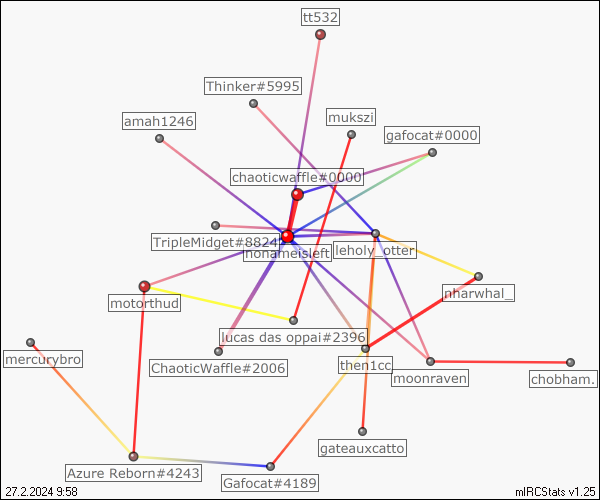 tt532
Thinker#5995
amah1246
mukszi
gafocat#0000
chaoticwaffle#0000
TripleMidget#8824
nonameisleft
leholy_otter
nharwhal_
motorthud
lucas das oppai#2396
mercurybro
ChaoticWaffle#2006
then1cc
moonraven
chobham.
gateauxcatto
Azure Reborn#4243
Gafocat#4189
27.2.2024 9:58
mIRCStats v1.25